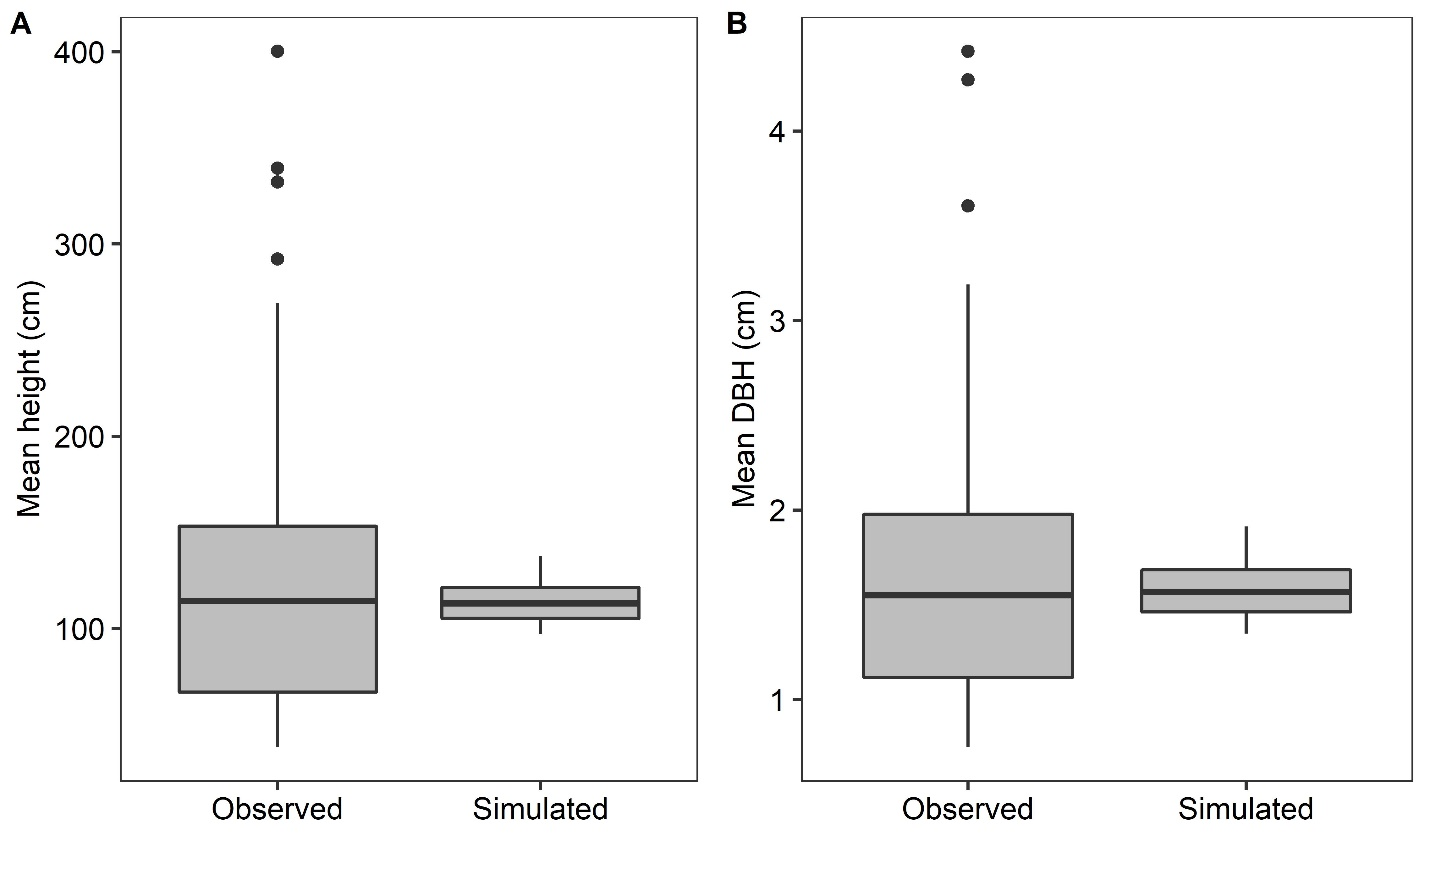 A
Mean height (cm)
400
300
200
100
Observed Simulated
B
Mean DBH (cm)
4
3
2
1
Observed Simulated